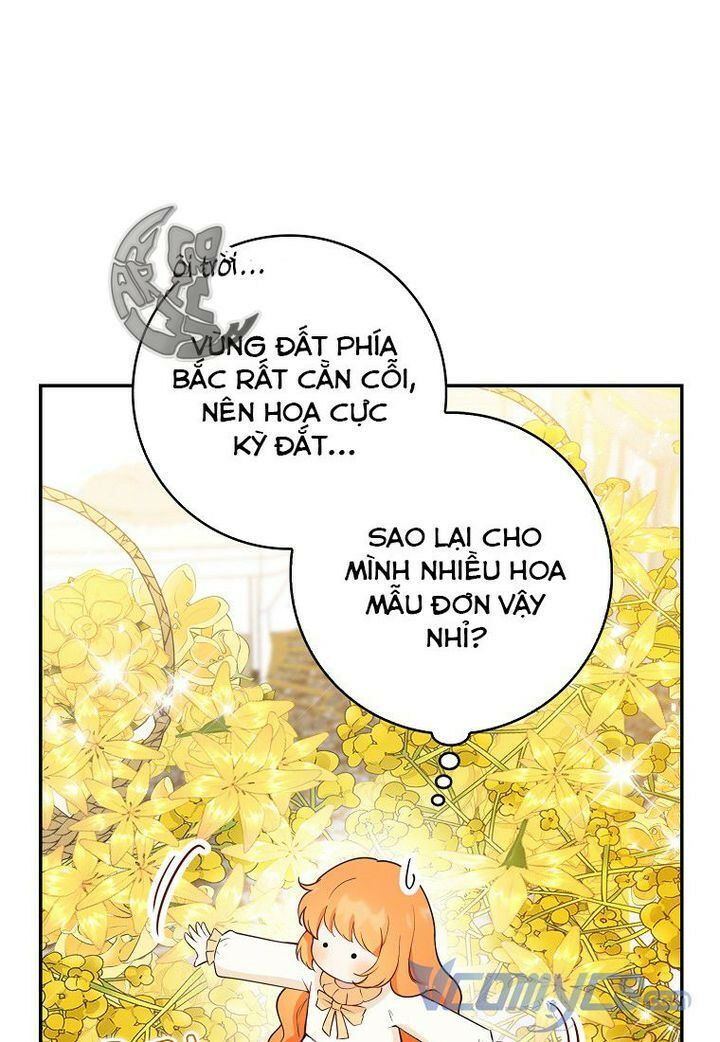 ôi trời...
VÙNG ĐẤT PHÍA
BẮC RẤT CẰN CỖI,
NÊN HOA CỰC
KỲ ĐẮT...
SAO LẠI CHO
MÌNH NHIỀU HOA
MẪU ĐƠN VẬY
NHỈ?